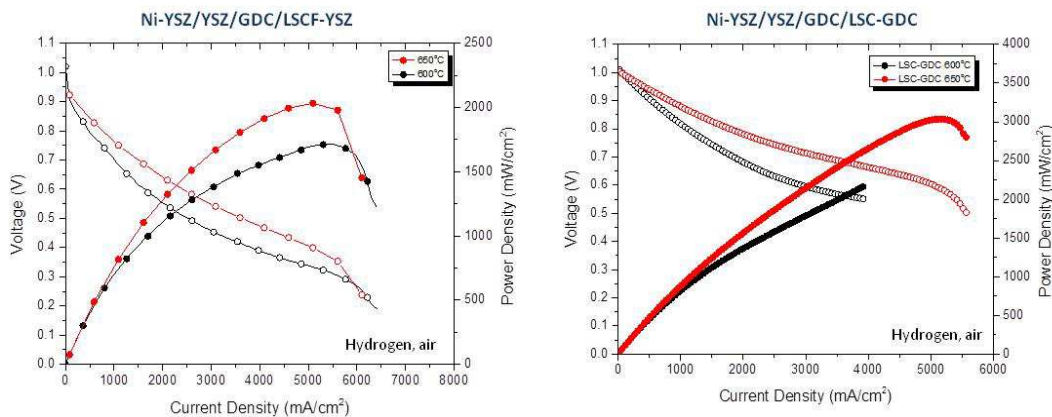 Ni-YSZ/YSZ/GDC/LSCF-YSZ
1.1
1.0
0.9
0.8
0.7
0.6
0.5
0.4
0.3
0.2
0.1
0.0
Voltage (V)
650°C
600°C
Hydrogen, air
2500
2000
1500
1000
500
0
Power Density (mW/cm²)
0 1000 2000 3000 4000 5000 6000 7000 8000
Current Density (mA/cm²)
Ni-YSZ/YSZ/GDC/LSC-GDC
1.1
1.0
0.9
0.8
0.7
0.6
0.5
0.4
0.3
0.2
0.1
0.0
Voltage (V)
LSC-GDC 600°C
LSC-GDC 650°C
Hydrogen, air
4000
3500
3000
2500
2000
1500
1000
500
0
Power Density (mW/cm²)
0 1000 2000 3000 4000 5000 6000
Current Density (mA/cm²)